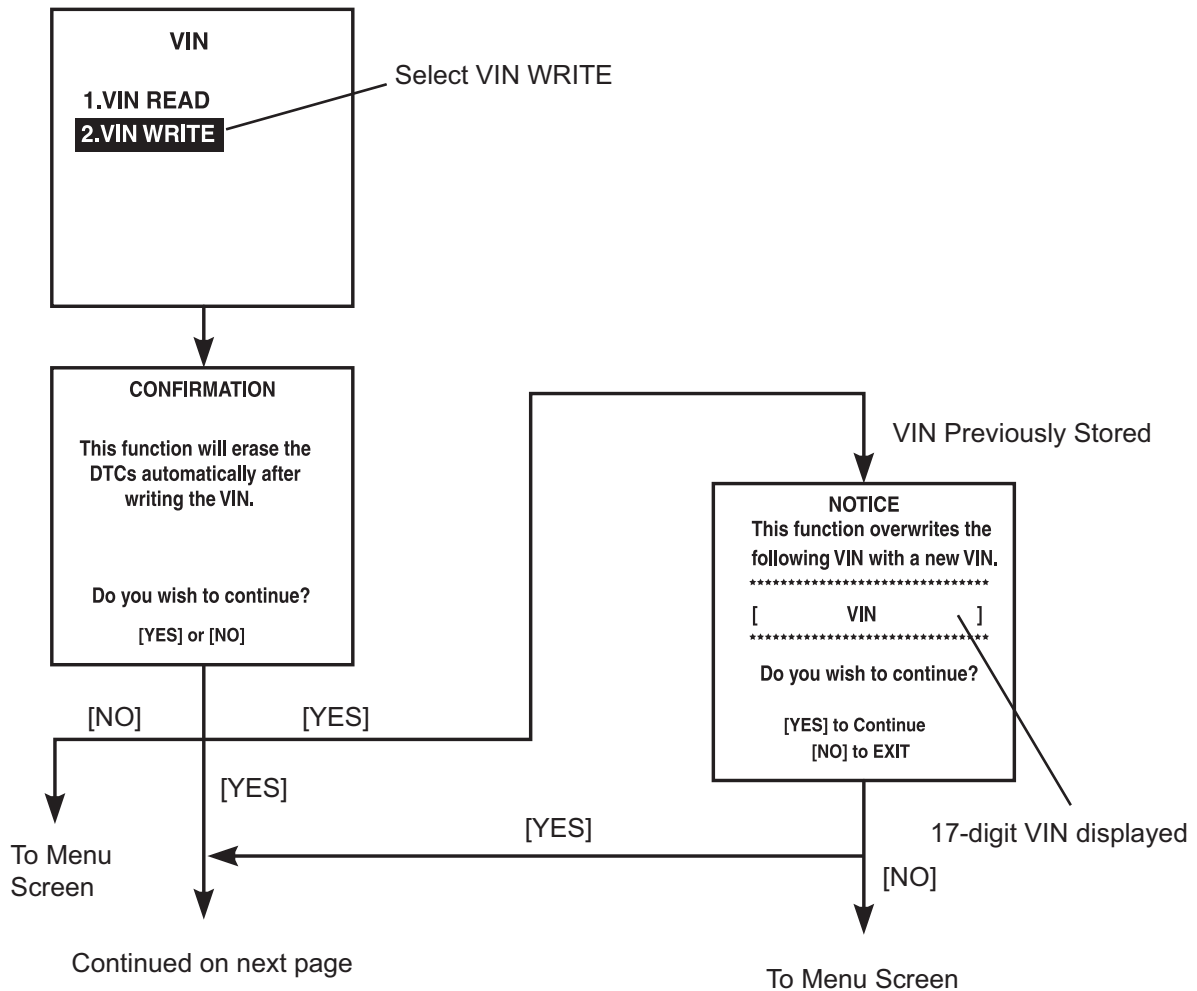 VIN
1.VIN READ
2.VIN WRITE
Select VIN WRITE
CONFIRMATION
This function will erase the
DTCs automatically after
writing the VIN.
Do you wish to continue?
[YES] or [NO]
VIN Previously Stored
NOTICE
This function overwrites the
following VIN with a new VIN.
*******************************
[ VIN ]
*******************************
Do you wish to continue?
[YES] to Continue
[NO] to EXIT
17-digit VIN displayed
[NO]
[YES]
[YES]
[YES]
[NO]
To Menu
Screen
Continued on next page
To Menu Screen